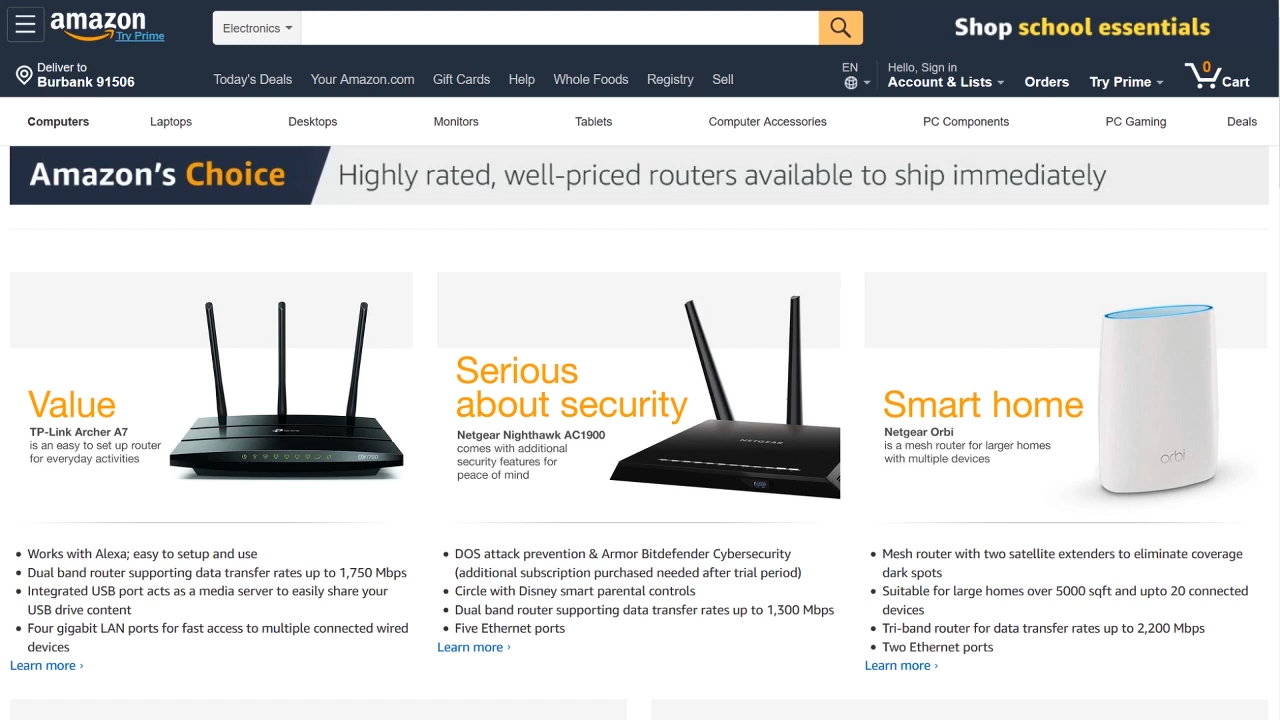 amazon
Try Prime
Electronics
Shop school essentials
Deliver to
Burbank 91506
Today's Deals Your Amazon.com Gift Cards Help Whole Foods Registry Sell
EN
Hello, Sign in
Account & Lists
Orders
Try Prime
0
Cart
Computers Laptops Desktops Monitors Tablets Computer Accessories PC Components PC Gaming Deals
Amazon's Choice
Highly rated, well-priced routers available to ship immediately
Value
TP-Link Archer A7
is an easy to set up router
for everyday activities
Serious
about security
NETGEAR
Netgear Nighthawk AC1900
comes with additional
security features for
peace of mind
Smart home
Netgear Orbi
is a mesh router for larger homes
with multiple devices
orbi
• Works with Alexa; easy to setup and use
• Dual band router supporting data transfer rates up to 1,750 Mbps
• Integrated USB port acts as a media server to easily share your
USB drive content
• Four gigabit LAN ports for fast access to multiple connected wired
devices
Learn more ›
• DOS attack prevention & Armor Bitdefender Cybersecurity
(additional subscription purchased needed after trial period)
• Circle with Disney smart parental controls
• Dual band router supporting data transfer rates up to 1,300 Mbps
• Five Ethernet ports
Learn more ›
• Mesh router with two satellite extenders to eliminate coverage
dark spots
• Suitable for large homes over 5000 sqft and upto 20 connected
devices
• Tri-band router for data transfer rates up to 2,200 Mbps
• Two Ethernet ports
Learn more ›